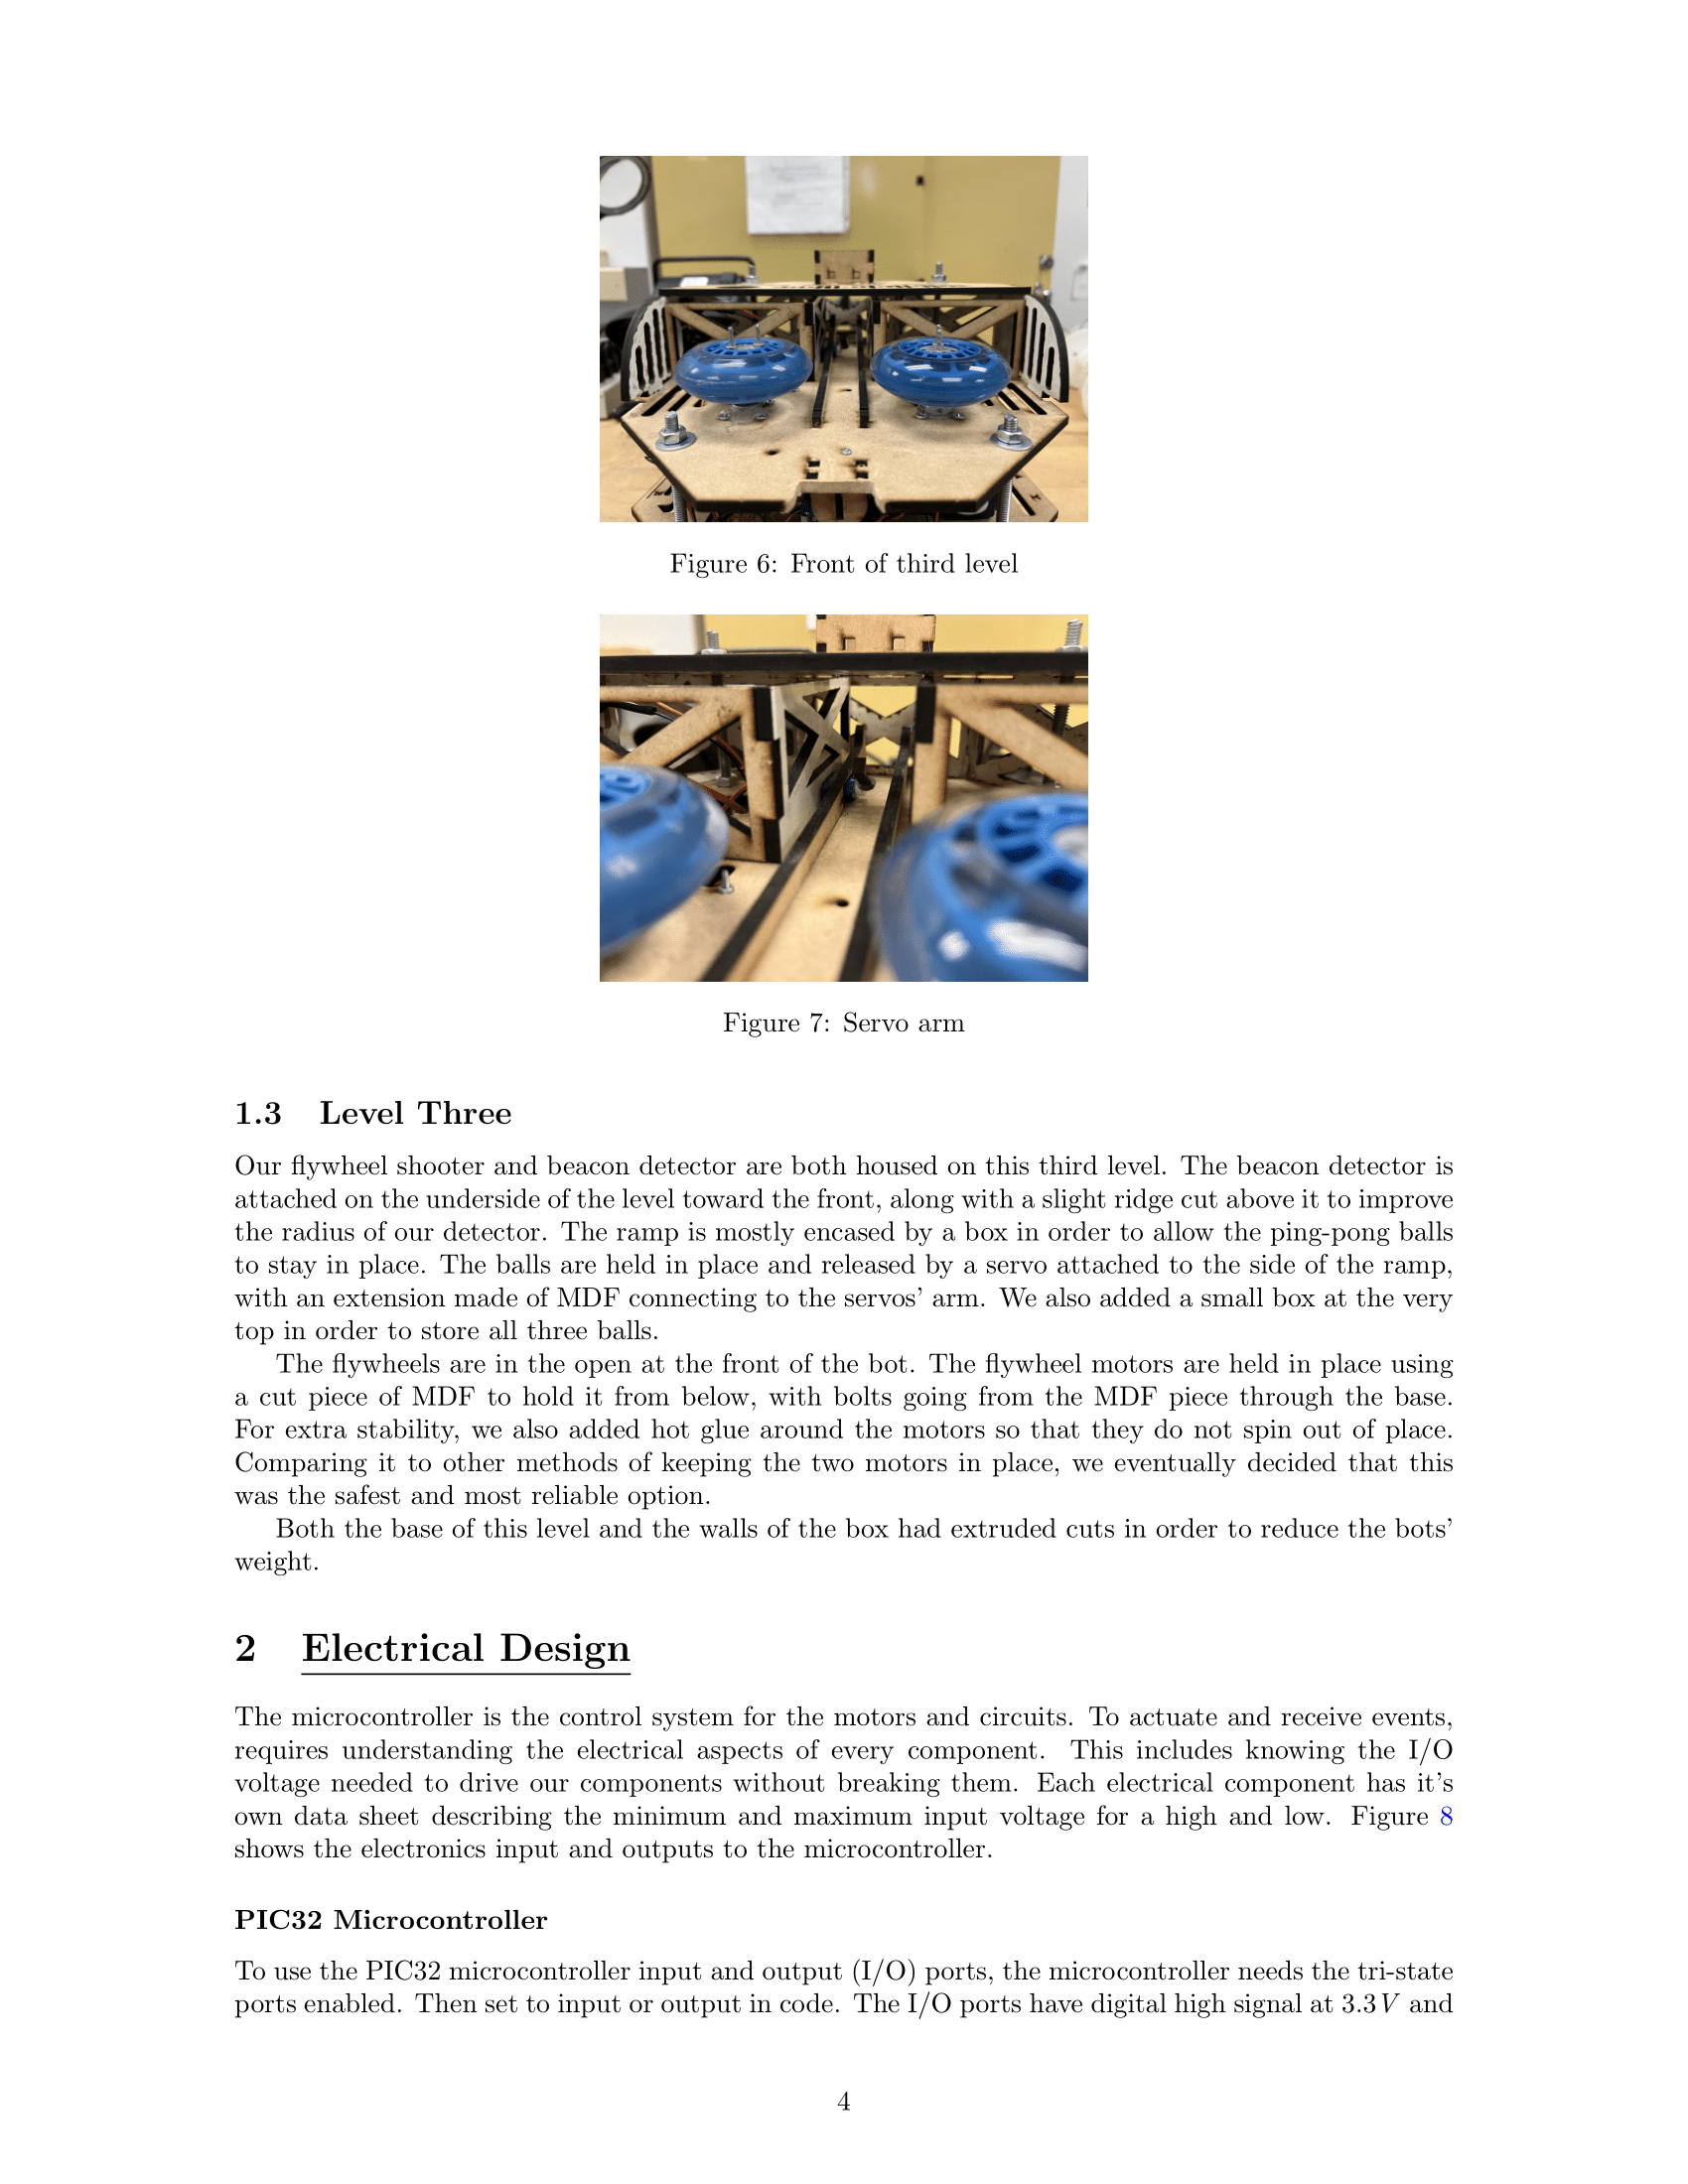 Figure 6: Front of third level
Figure 7: Servo arm
1.3 Level Three
Our flywheel shooter and beacon detector are both housed on this third level. The beacon detector is
attached on the underside of the level toward the front, along with a slight ridge cut above it to improve
the radius of our detector. The ramp is mostly encased by a box in order to allow the ping-pong balls
to stay in place. The balls are held in place and released by a servo attached to the side of the ramp,
with an extension made of MDF connecting to the servos' arm. We also added a small box at the very
top in order to store all three balls.
The flywheels are in the open at the front of the bot. The flywheel motors are held in place using
a cut piece of MDF to hold it from below, with bolts going from the MDF piece through the base.
For extra stability, we also added hot glue around the motors so that they do not spin out of place.
Comparing it to other methods of keeping the two motors in place, we eventually decided that this
was the safest and most reliable option.
Both the base of this level and the walls of the box had extruded cuts in order to reduce the bots'
weight.
2 Electrical Design
The microcontroller is the control system for the motors and circuits. To actuate and receive events,
requires understanding the electrical aspects of every component. This includes knowing the I/O
voltage needed to drive our components without breaking them. Each electrical component has it's
own data sheet describing the minimum and maximum input voltage for a high and low. Figure 8
shows the electronics input and outputs to the microcontroller.
PIC32 Microcontroller
To use the PIC32 microcontroller input and output (I/O) ports, the microcontroller needs the tri-state
ports enabled. Then set to input or output in code. The I/O ports have digital high signal at 3.3V and
4